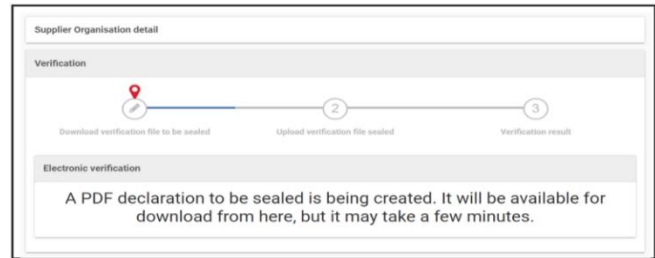 Supplier Organisation detail
Verification
2
3
Download verification file to be sealed
Upload verification file sealed
Verification result
Electronic verification
A PDF declaration to be sealed is being created. It will be available for
download from here, but it may take a few minutes.